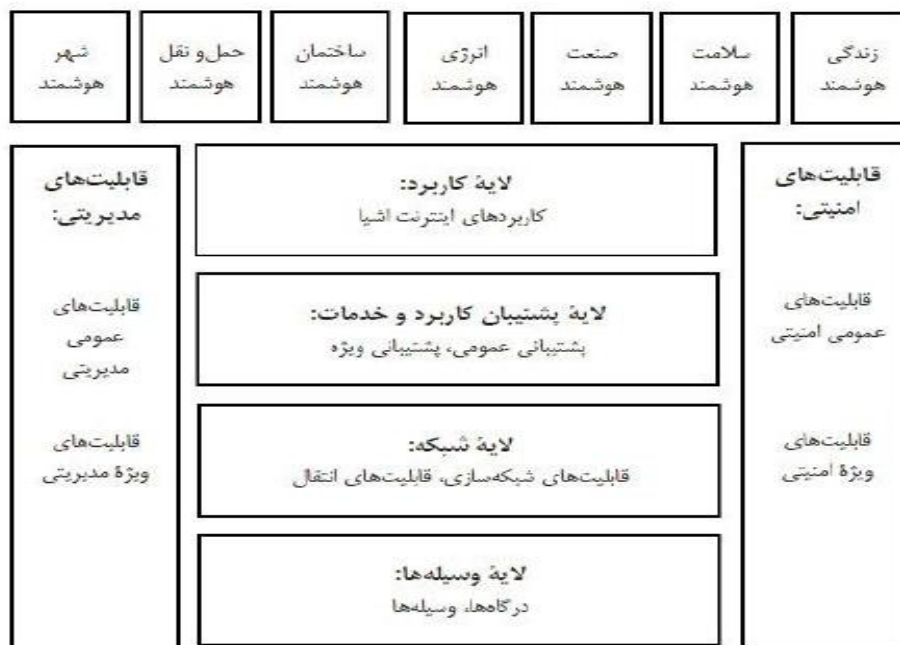 زندگی
هوشمند
سلامت
هوشمند
صنعت
هوشمند
انرژی
هوشمند
ساختمان
هوشمند
حمل‌و نقل
هوشمند
شهر
هوشمند
قابلیت‌های
امنیتی:
قابلیت‌های
عمومی امنیتی
قابلیت‌های
ویژهٔ امنیتی
لایهٔ کاربرد:
کاربردهای اینترنت اشیا
لایهٔ پشتیبان کاربرد و خدمات:
پشتیبانی عمومی، پشتیبانی ویژه
لایهٔ شبکه:
قابلیت‌های شبکه‌سازی، قابلیت‌های انتقال
لایهٔ وسیله‌ها:
درگاه‌ها، وسیله‌ها
قابلیت‌های
مدیریتی:
قابلیت‌های
عمومی
مدیریتی
قابلیت‌های
ویژهٔ مدیریتی